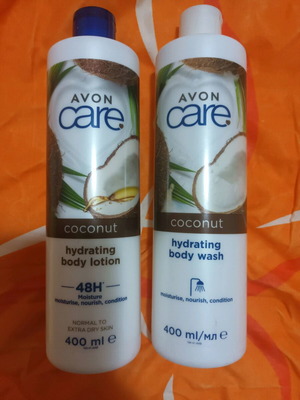 AVON
care
coconut
hydrating
body lotion
48H*
Moisture
moisturise, nourish, condition
NORMAL TO
EXTRA DRY SKIN
400 ml e
AVON
care
coconut
hydrating
body wash
moisturise, nourish, condition
400 ml/мл e